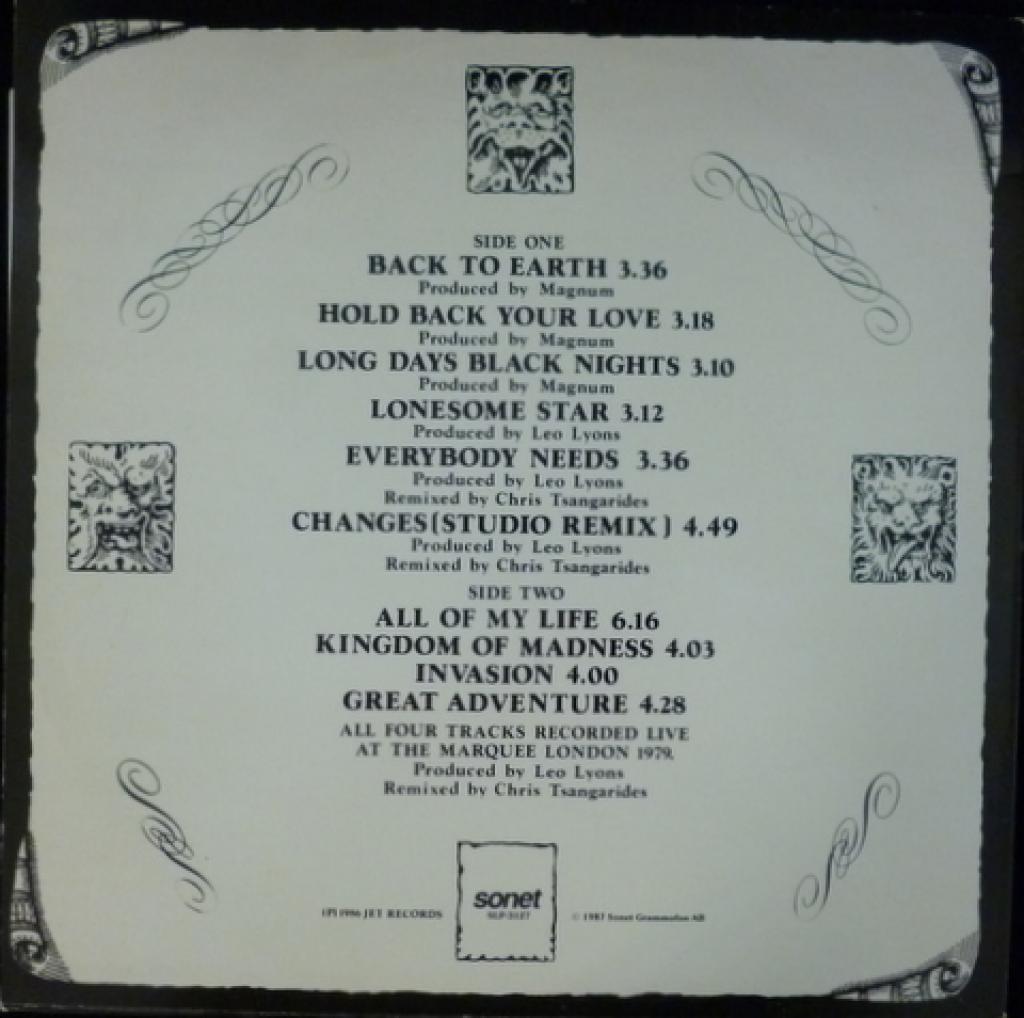 SIDE ONE
BACK TO EARTH 3.36
Produced by Magnum
HOLD BACK YOUR LOVE 3.18
Produced by Magnum
LONG DAYS BLACK NIGHTS 3.10
Produced by Magnum
LONESOME STAR 3.12
Produced by Leo Lyons
EVERYBODY NEEDS 3.36
Produced by Leo Lyons
Remixed by Chris Tsangarides
CHANGES(STUDIO REMIX) 4.49
Produced by Leo Lyons
Remixed by Chris Tsangarides
SIDE TWO
ALL OF MY LIFE 6.16
KINGDOM OF MADNESS 4.03
INVASION 4.00
GREAT ADVENTURE 4.28
ALL FOUR TRACKS RECORDED LIVE
AT THE MARQUEE LONDON 1979.
Produced by Leo Lyons
Remixed by Chris Tsangarides
sonet
SLP-3127
(P) 1986 JET RECORDS
© 1987 Sonet Grammofon AB